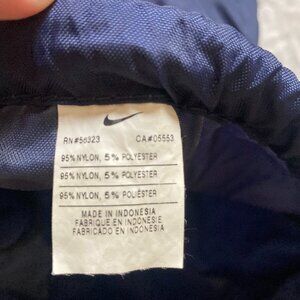 RN#56323 CA#05553
95% NYLON, 5% POLYESTER
95% NYLON, 5% POLYESTER
95% NYLON, 5% POLIÉSTER
MADE IN INDONESIA
FABRIQUE EN INDONESIE
FABRICADO EN INDONESIA